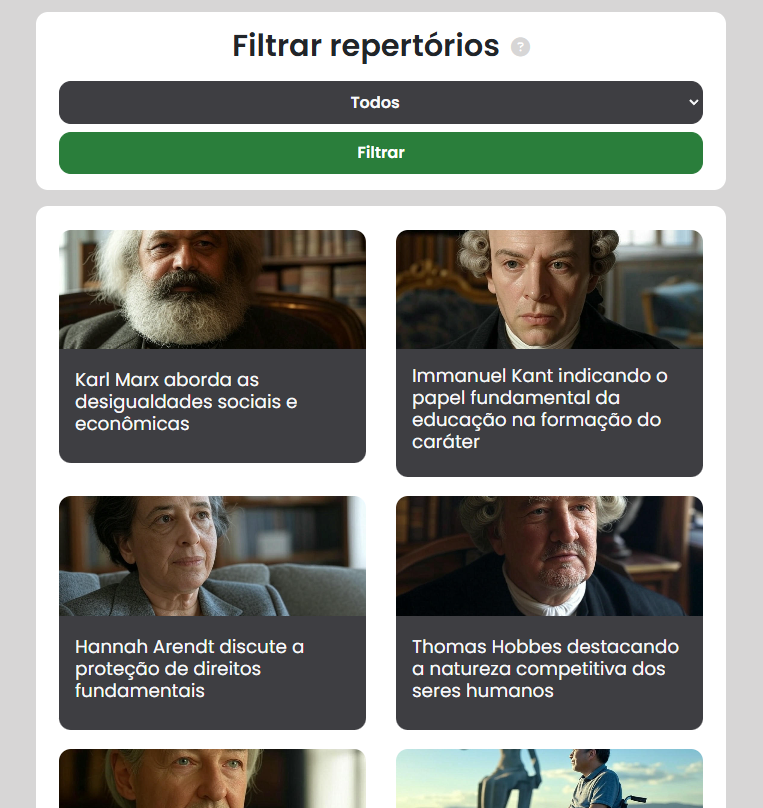 Filtrar repertórios ?
Todos
Filtrar
Karl Marx aborda as
desigualdades sociais e
econômicas
Immanuel Kant indicando o
papel fundamental da
educação na formação do
caráter
Hannah Arendt discute a
proteção de direitos
fundamentais
Thomas Hobbes destacando
a natureza competitiva dos
seres humanos